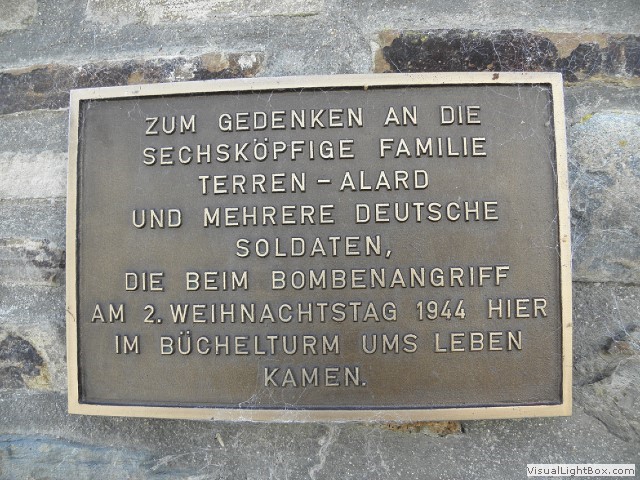 ZUM GEDENKEN AN DIE
SECHSKÖPFIGE FAMILIE
TERREN – ALARD
UND MEHRERE DEUTSCHE
SOLDATEN,
DIE BEIM BOMBENANGRIFF
AM 2. WEIHNACHTSTAG 1944 HIER
IM BÜCHELTURM UMS LEBEN
KAMEN.
VisualLightBox.com